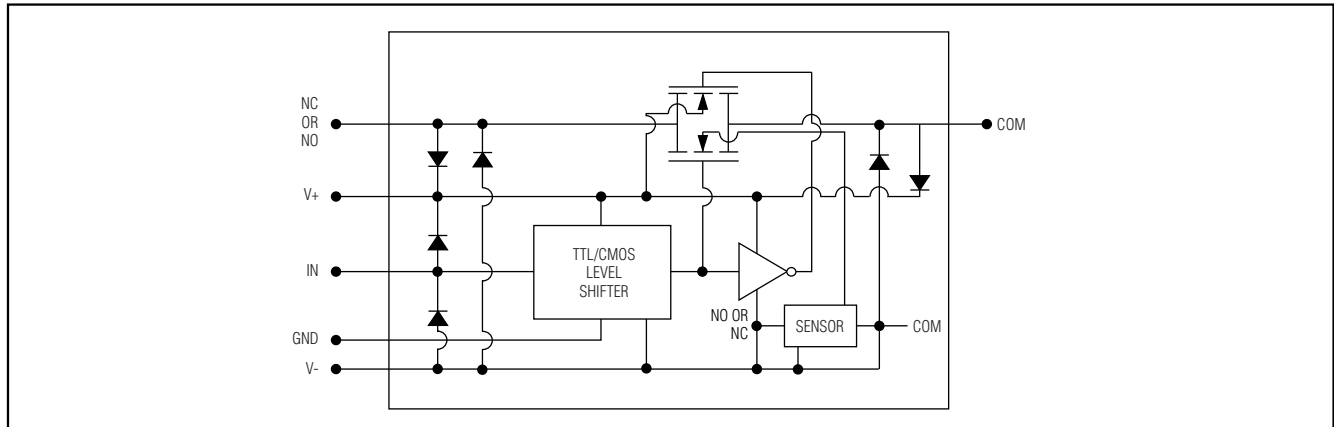 NC
OR
NO
COM
V+
IN
TTL/CMOS
LEVEL
SHIFTER
NO OR
NC
SENSOR
COM
GND
V-